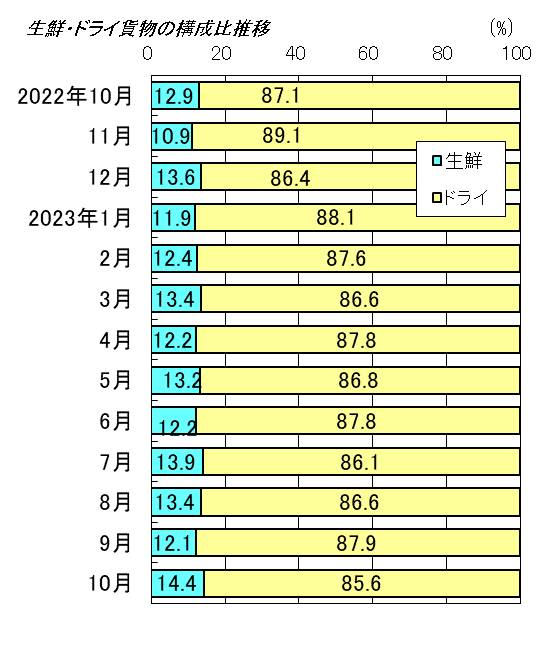 生鮮・ドライ貨物の構成比推移 (%)
0 20 40 60 80 100
2022年10月 12.9 87.1
11月 10.9 89.1
生鮮
12月 13.6 86.4
ドライ
2023年1月 11.9 88.1
2月 12.4 87.6
3月 13.4 86.6
4月 12.2 87.8
5月 13.2 86.8
6月 12.2 87.8
7月 13.9 86.1
8月 13.4 86.6
9月 12.1 87.9
10月 14.4 85.6